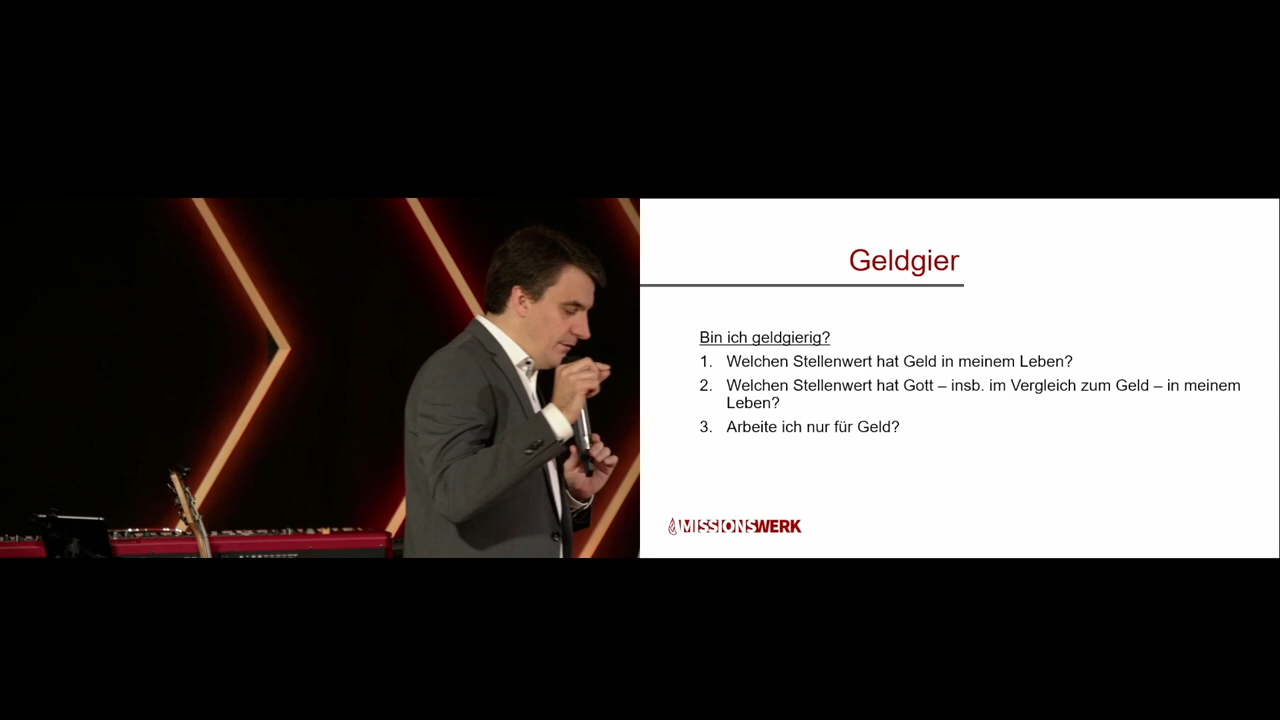 Geldgier
Bin ich geldgierig?
1. Welchen Stellenwert hat Geld in meinem Leben?
2. Welchen Stellenwert hat Gott – insb. im Vergleich zum Geld – in meinem
Leben?
3. Arbeite ich nur für Geld?
MISSIONSWERK